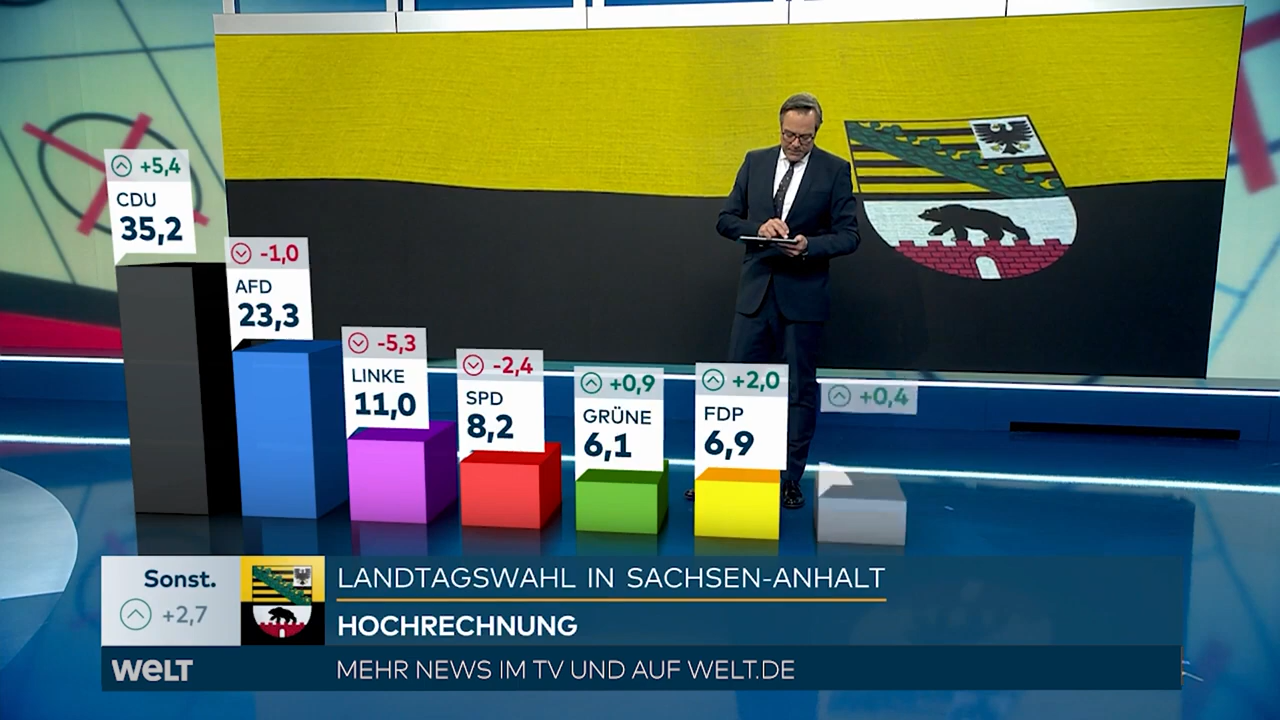 +5,4
CDU
35,2
-1,0
AFD
23,3
-5,3
LINKE
11,0
-2,4
SPD
8,2
+0,9
GRÜNE
6,1
+2,0
FDP
6,9
+0,4
Sonst.
+2,7
LANDTAGSWAHL IN SACHSEN-ANHALT
HOCHRECHNUNG
WELT
MEHR NEWS IM TV UND AUF WELT.DE